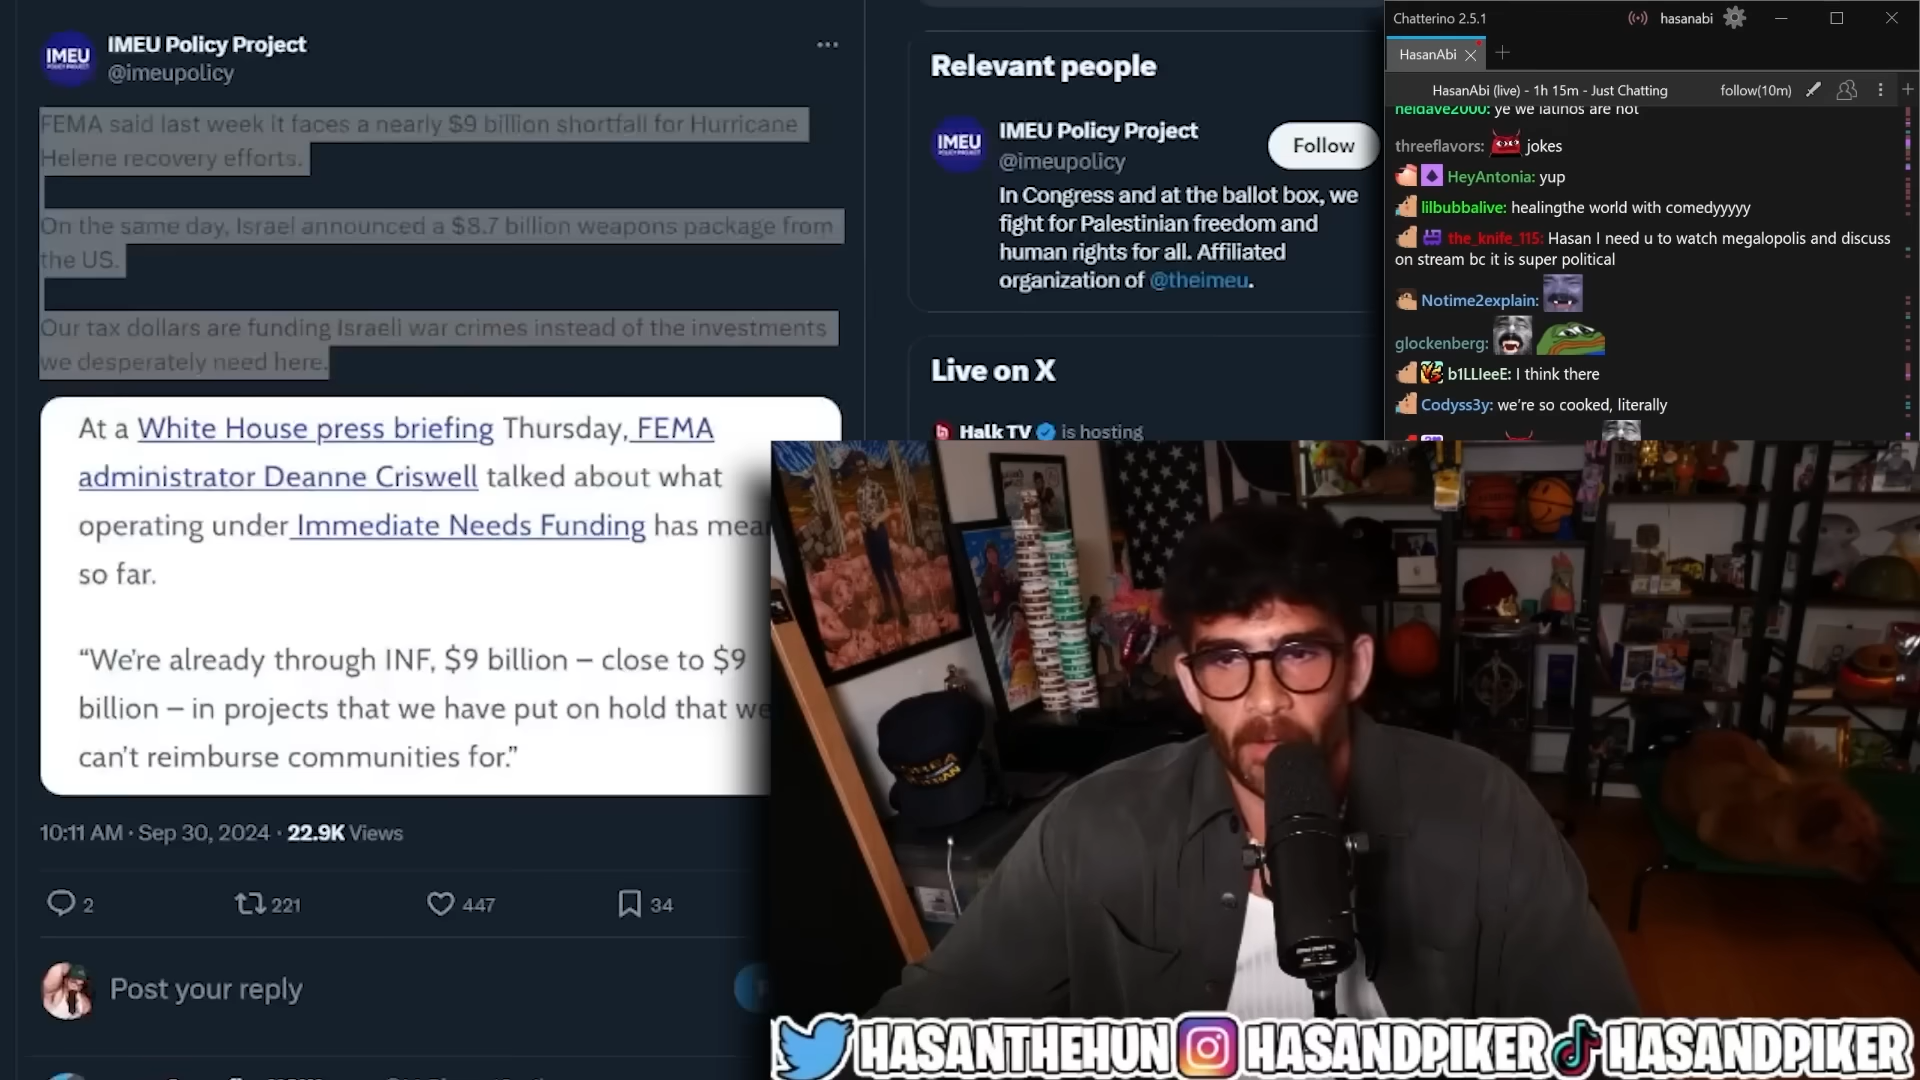 IMEU Policy Project
@imeupolicy
FEMA said last week it faces a nearly $9 billion shortfall for Hurricane
Helene recovery efforts.
On the same day, Israel announced a $8.7 billion weapons package from
the US.
Our tax dollars are funding Israeli war crimes instead of the investments
we desperately need here.
At a White House press briefing Thursday, FEMA
administrator Deanne Criswell talked about what
operating under Immediate Needs Funding has
so far.
“We’re already through INF, $9 billion – close to $9
billion – in projects that we have put on hold that we
can’t reimburse communities for.”
10:11 AM · Sep 30, 2024 · 22.9K Views
2
221
447
34
Post your reply
Relevant people
IMEU
IMEU Policy Project
@imeupolicy
Follow
In Congress and at the ballot box, we
fight for Palestinian freedom and
human rights for all. Affiliated
organization of @theimeu.
Live on X
Halk TV is hosting
Chatterino 2.5.1
hasanabi
HasanAbi
HasanAbi (live) - 1h 15m - Just Chatting
follow(10m)
neidave2000: ye we latinos are not
threeflavors: jokes
HeyAntonia: yup
lilbubbalive: healingthe world with comedyyyyy
the_knife_115: Hasan I need u to watch megalopolis and discuss
on stream bc it is super political
Notime2explain:
glockenberg:
b1LLIeeE: I think there
Codyss3y: we’re so cooked, literally
HASANTHEHUN HASANDPIKER HASANDPIKER